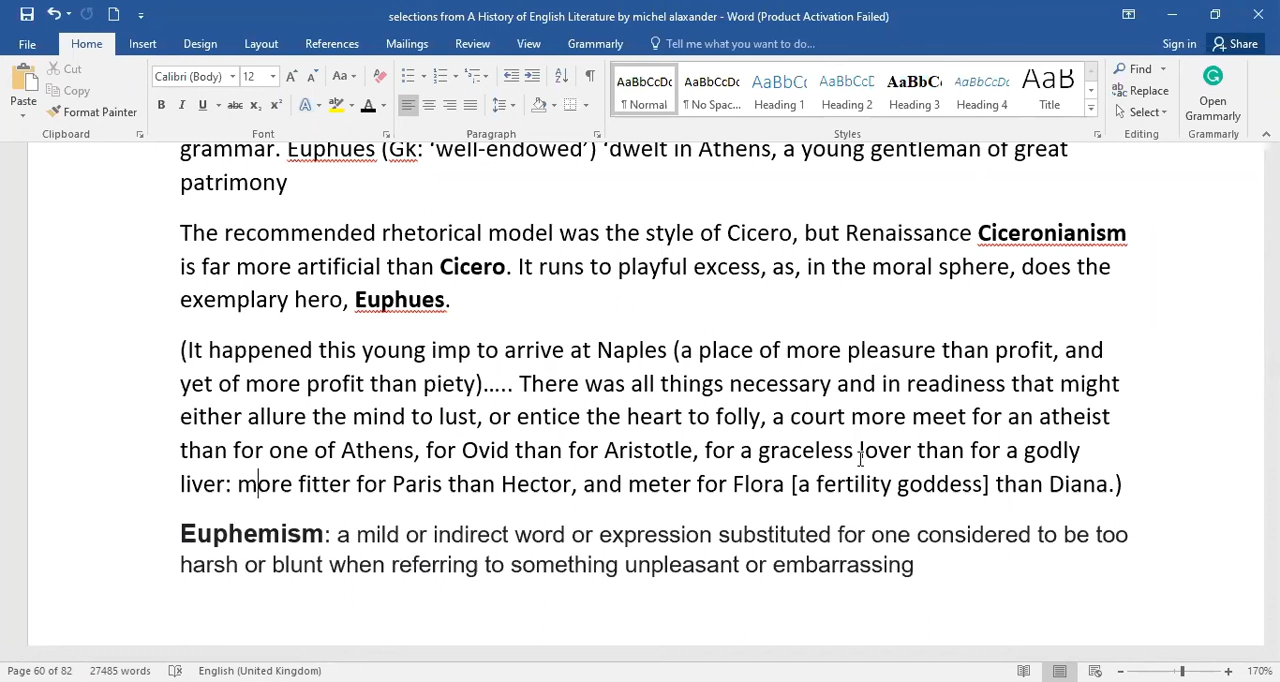 selections from A History of English Literature by michel alaxander - Word (Product Activation Failed)
File Home Insert Design Layout References Mailings Review View Grammarly Tell me what you want to do... Sign in Share
Paste Cut Copy Format Painter
Calibri (Body) 12
B I U abc X₂ X²
AaBbCcDc ¶ Normal
AaBbCcDc ¶ No Spac...
AaBbC Heading 1
AaBbCcD Heading 2
AaBbC Heading 3
AaBbCcD Heading 4
AaB Title
Find
Replace
Select
Open Grammarly
Clipboard Font Paragraph Styles Editing Grammarly
grammar. Euphues (Gk: ‘well-endowed’) ‘dwelt in Athens, a young gentleman of great
patrimony
The recommended rhetorical model was the style of Cicero, but Renaissance Ciceronianism
is far more artificial than Cicero. It runs to playful excess, as, in the moral sphere, does the
exemplary hero, Euphues.
(It happened this young imp to arrive at Naples (a place of more pleasure than profit, and
yet of more profit than piety)….. There was all things necessary and in readiness that might
either allure the mind to lust, or entice the heart to folly, a court more meet for an atheist
than for one of Athens, for Ovid than for Aristotle, for a graceless lover than for a godly
liver: more fitter for Paris than Hector, and meter for Flora [a fertility goddess] than Diana.)
Euphemism: a mild or indirect word or expression substituted for one considered to be too
harsh or blunt when referring to something unpleasant or embarrassing
Page 60 of 82 27485 words English (United Kingdom) 170%